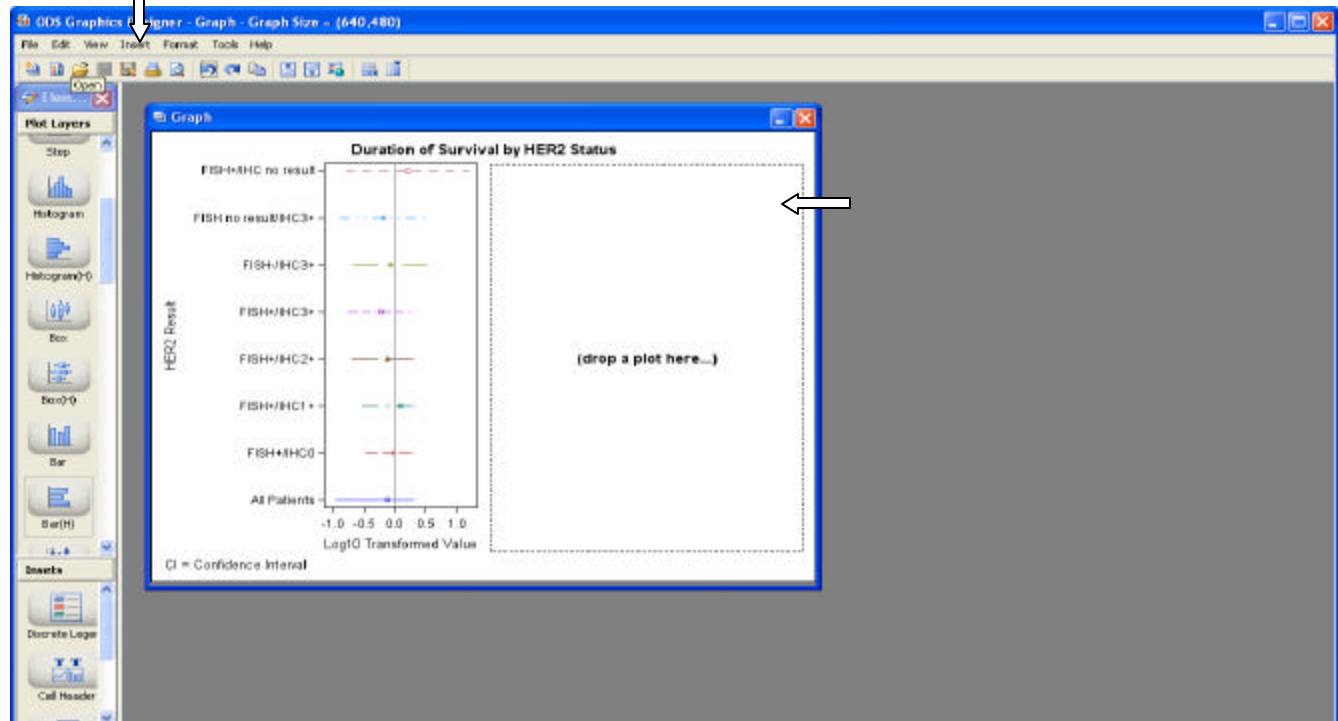 ODS Graphics Designer - Graph - Graph Size - (640,480)
File Edit View Insert Format Tools Help
Open
Elem...
Plot Layers
Step
Histogram
Histogram(H)
Box
Box(H)
Bar
Bar(H)
Insets
Discrete Legen
Cell Header
Graph
Duration of Survival by HER2 Status
HER2 Result
FISH+/IHC no result
FISH no result/IHC3+
FISH-/IHC3+
FISH+/IHC3+
FISH+/IHC2+
FISH+/IHC1+
FISH+/IHC0
All Patients
-1.0 -0.5 0.0 0.5 1.0
Log10 Transformed Value
CI = Confidence Interval
(drop a plot here...)